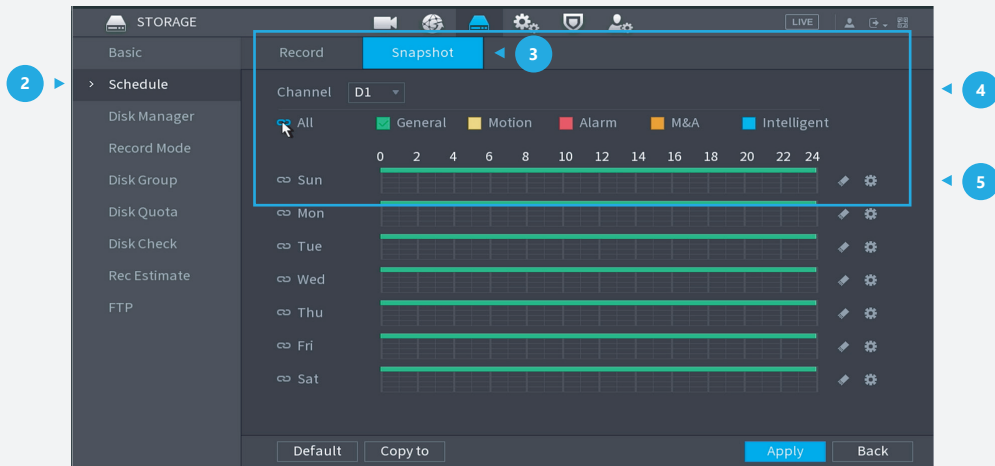 STORAGE
LIVE
Basic
Record Snapshot 3
2 > Schedule
Channel D1 4
Disk Manager
All General Motion Alarm M&A Intelligent
Record Mode
0 2 4 6 8 10 12 14 16 18 20 22 24
Disk Group
Sun 5
Disk Quota
Mon
Disk Check
Tue
Rec Estimate
Wed
FTP
Thu
Fri
Sat
Default Copy to Apply Back